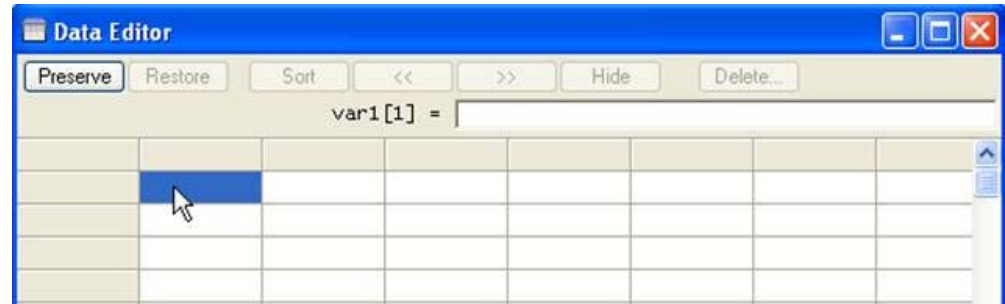 Data Editor
Preserve Restore Sort << >> Hide Delete...
var1[1] =